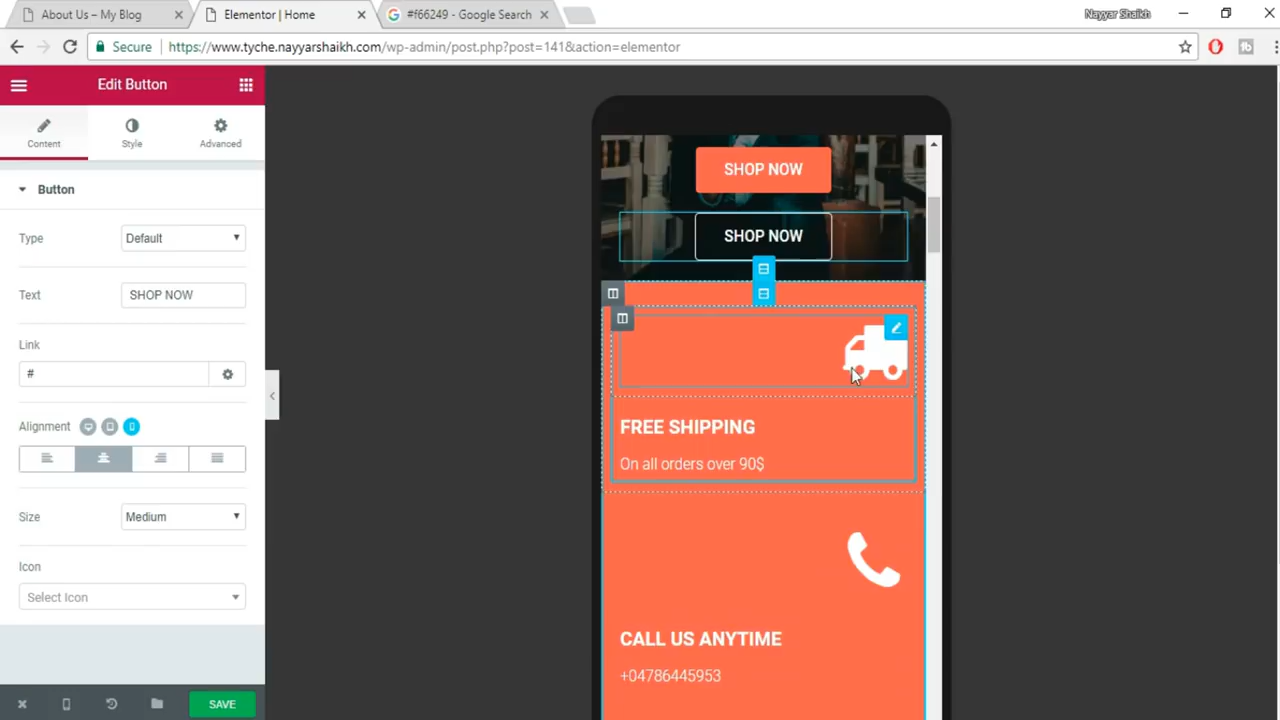 About Us – My Blog
Elementor | Home
#f66249 - Google Search
Nayyar Shaikh
Secure
https://www.tyche.nayyarshaikh.com/wp-admin/post.php?post=141&action=elementor
Edit Button
Content
Style
Advanced
Button
Type
Default
Text
SHOP NOW
Link
#
Alignment
Size
Medium
Icon
Select Icon
SAVE
SHOP NOW
SHOP NOW
FREE SHIPPING
On all orders over 90$
CALL US ANYTIME
+04786445953